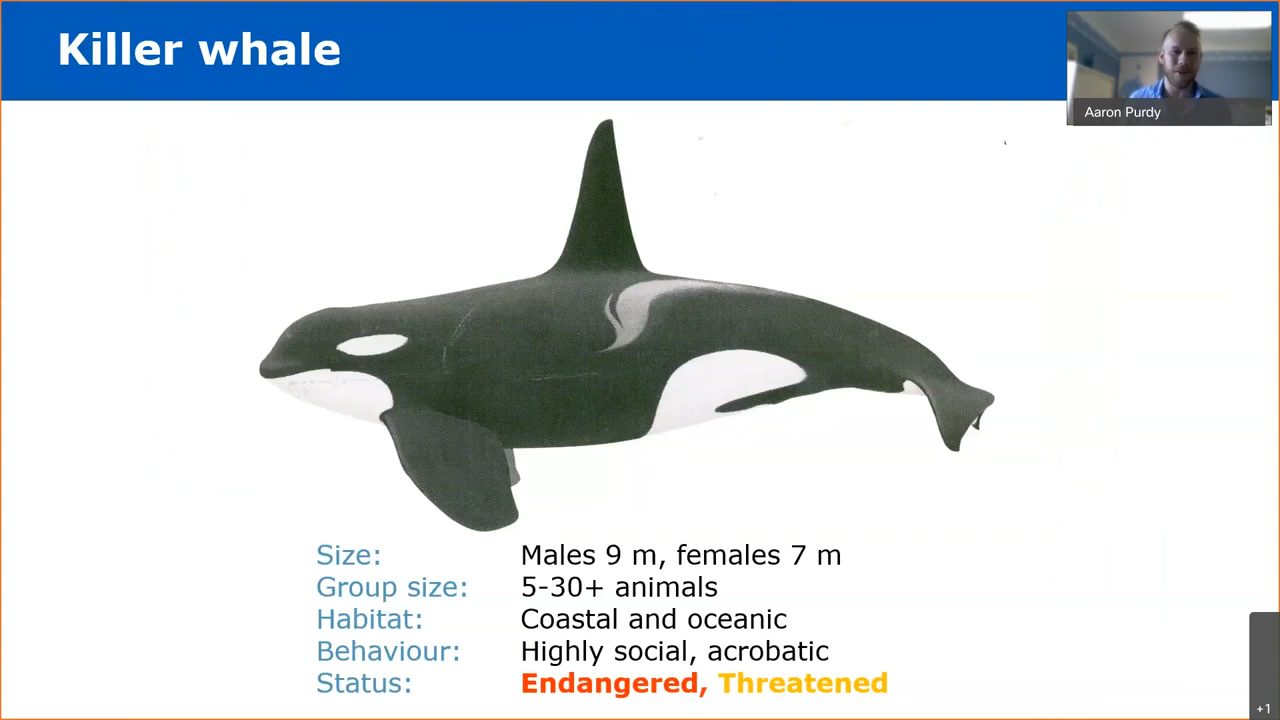 Killer whale
Aaron Purdy
Size: Males 9 m, females 7 m
Group size: 5-30+ animals
Habitat: Coastal and oceanic
Behaviour: Highly social, acrobatic
Status: Endangered, Threatened
+1